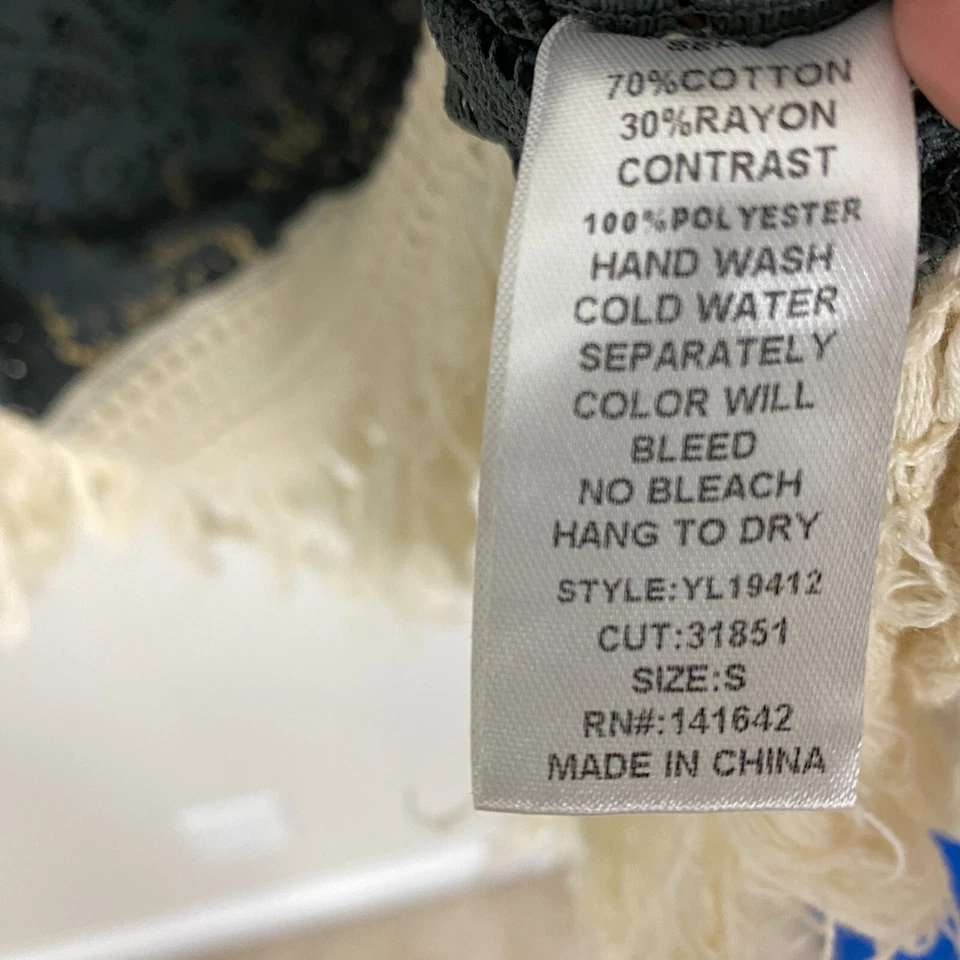 70%COTTON
30%RAYON
CONTRAST
100%POLYESTER
HAND WASH
COLD WATER
SEPARATELY
COLOR WILL
BLEED
NO BLEACH
HANG TO DRY
STYLE:YL19412
CUT:31851
SIZE:S
RN#:141642
MADE IN CHINA